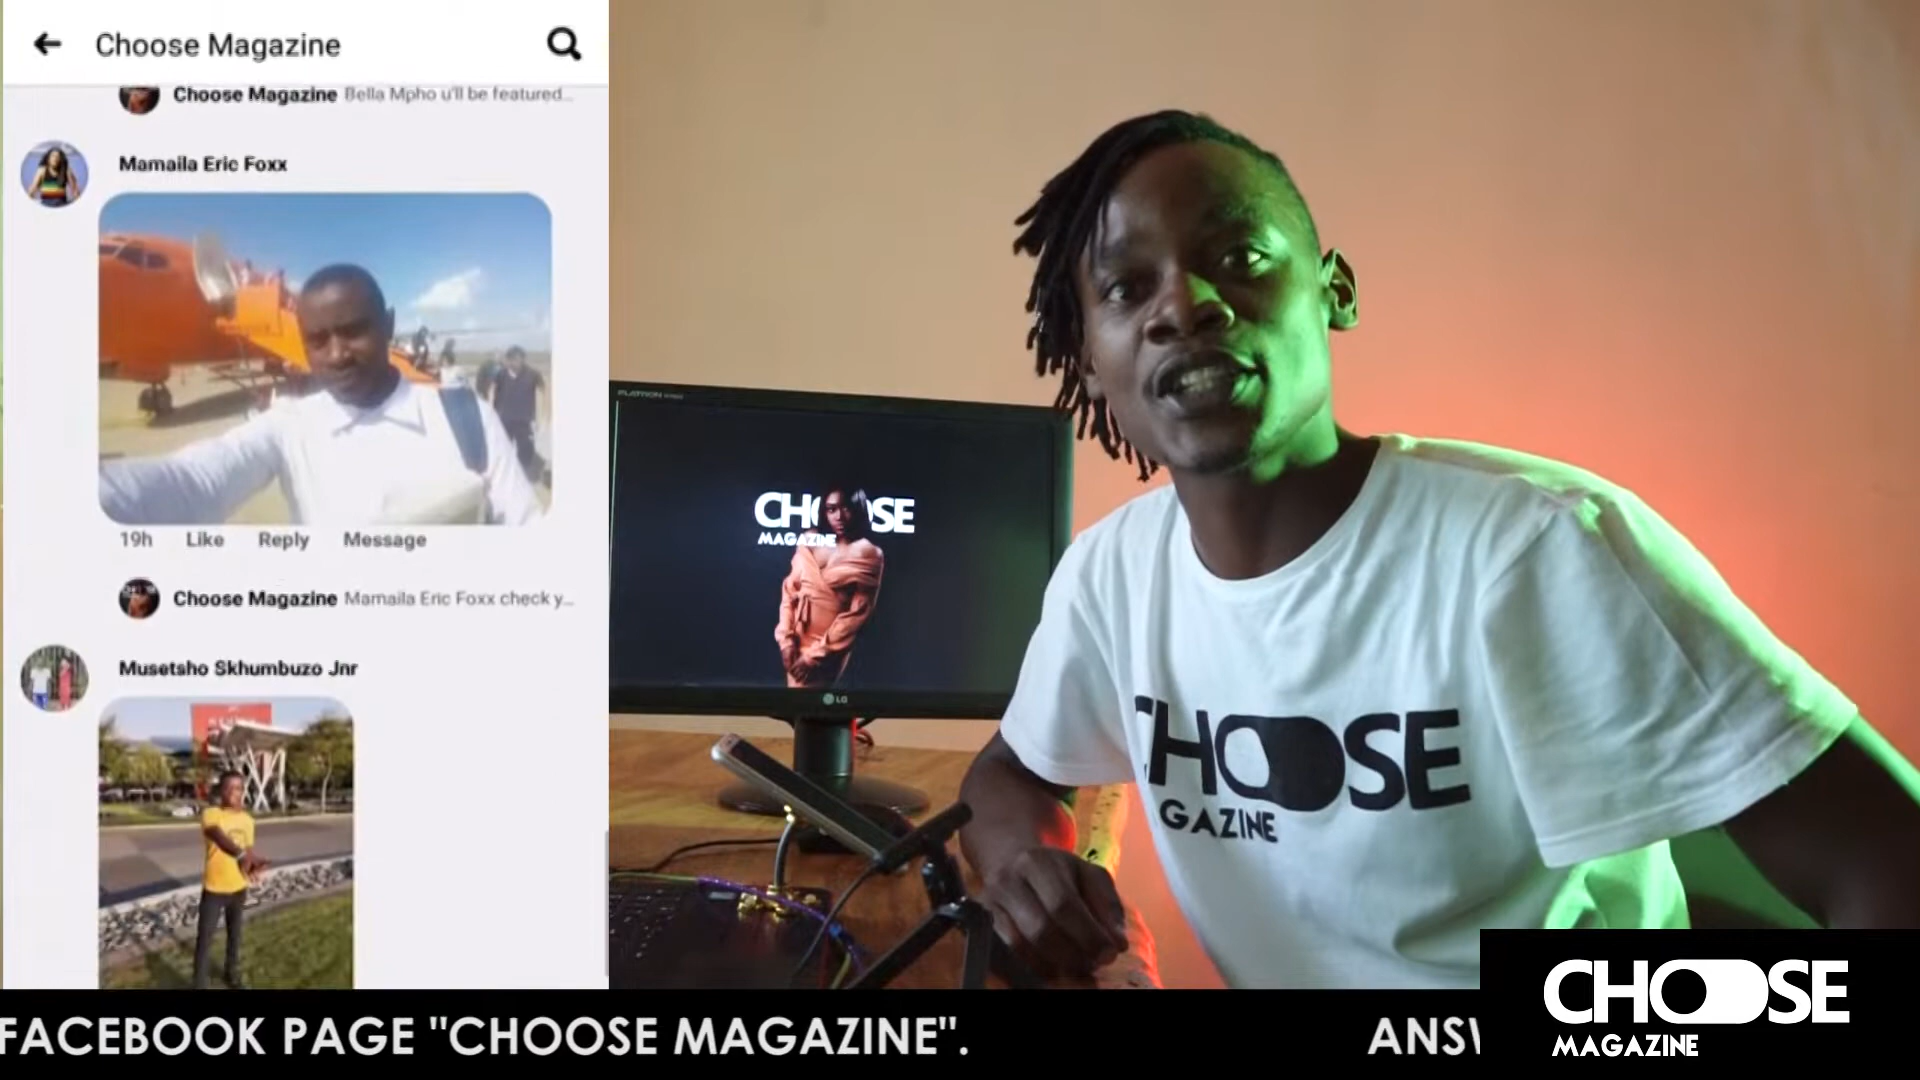 Choose Magazine
Choose Magazine Bella Mpho u'll be featured...
Mamaila Eric Foxx
19h Like Reply Message
Choose Magazine Mamaila Eric Foxx check y...
Musetsho Skhumbuzo Jnr
CHOOSE
MAGAZINE
LG
CHOOSE
GAZINE
FACEBOOK PAGE "CHOOSE MAGAZINE".
ANSW
CHOOSE
MAGAZINE